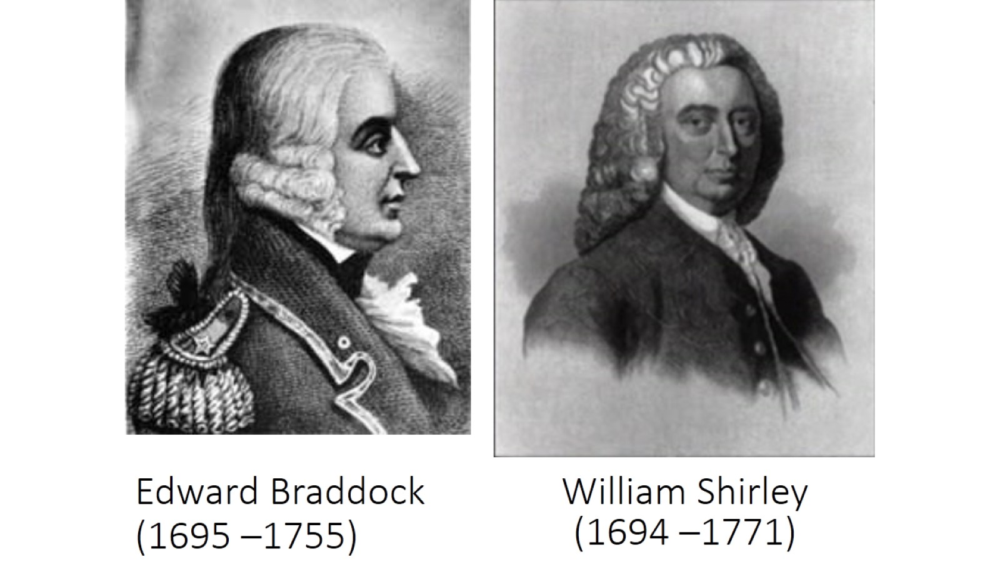 Edward Braddock
(1695 –1755)
William Shirley
(1694 –1771)